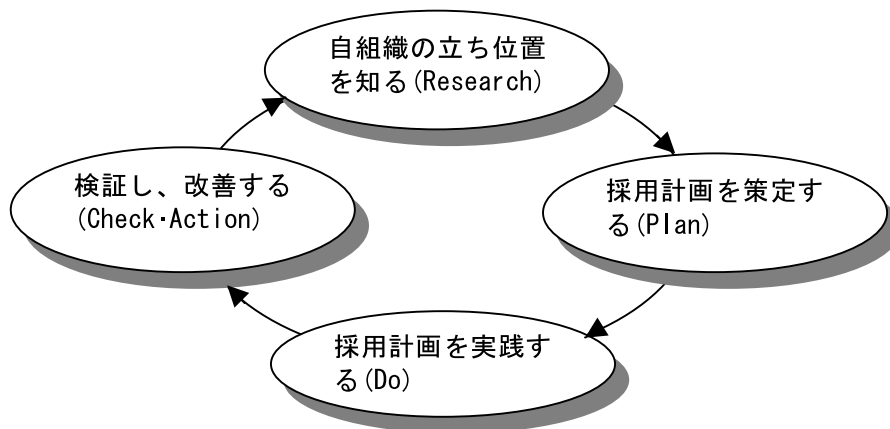 自組織の立ち位置
を知る(Research)
採用計画を策定す
る(Plan)
採用計画を実践す
る(Do)
検証し、改善する
(Check・Action)